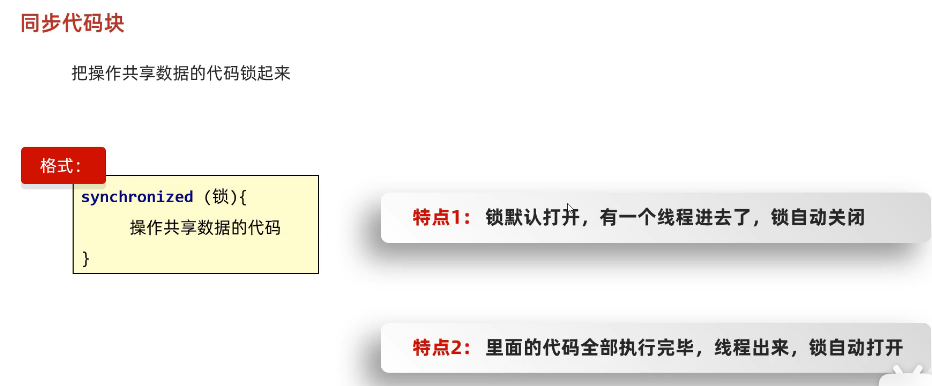 同步代码块
把操作共享数据的代码锁起来
格式：
synchronized (锁){
操作共享数据的代码
}
特点1：锁默认打开，有一个线程进去了，锁自动关闭
特点2：里面的代码全部执行完毕，线程出来，锁自动打开